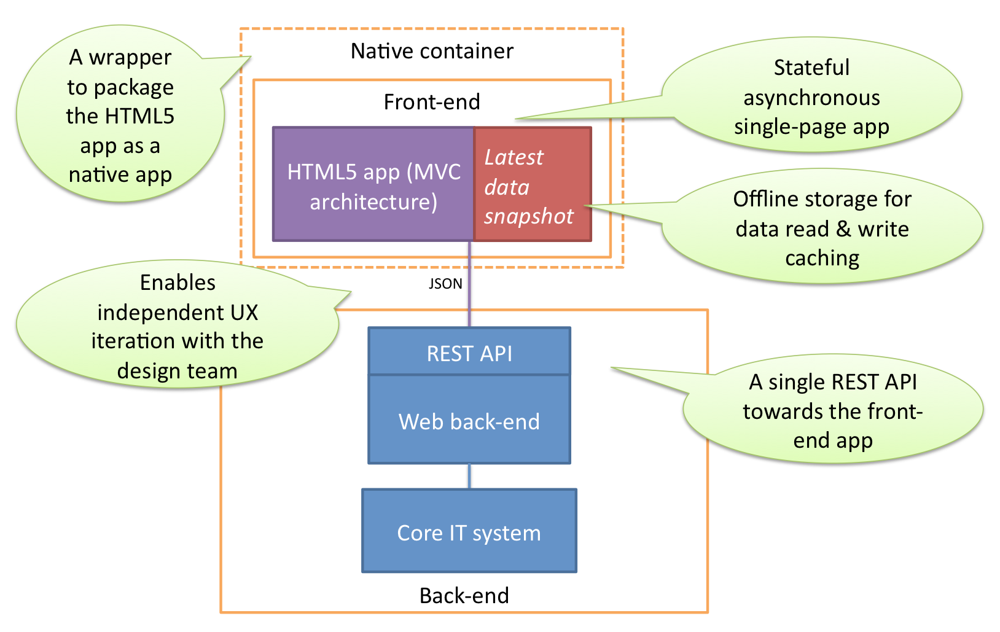 A wrapper
to package
the HTML5
app as a
native app
Native container
Front-end
HTML5 app (MVC
architecture)
Latest
data
snapshot
Stateful
asynchronous
single-page app
Offline storage for
data read & write
caching
Enables
independent UX
iteration with the
design team
JSON
REST API
Web back-end
Core IT system
Back-end
A single REST API
towards the front-
end app